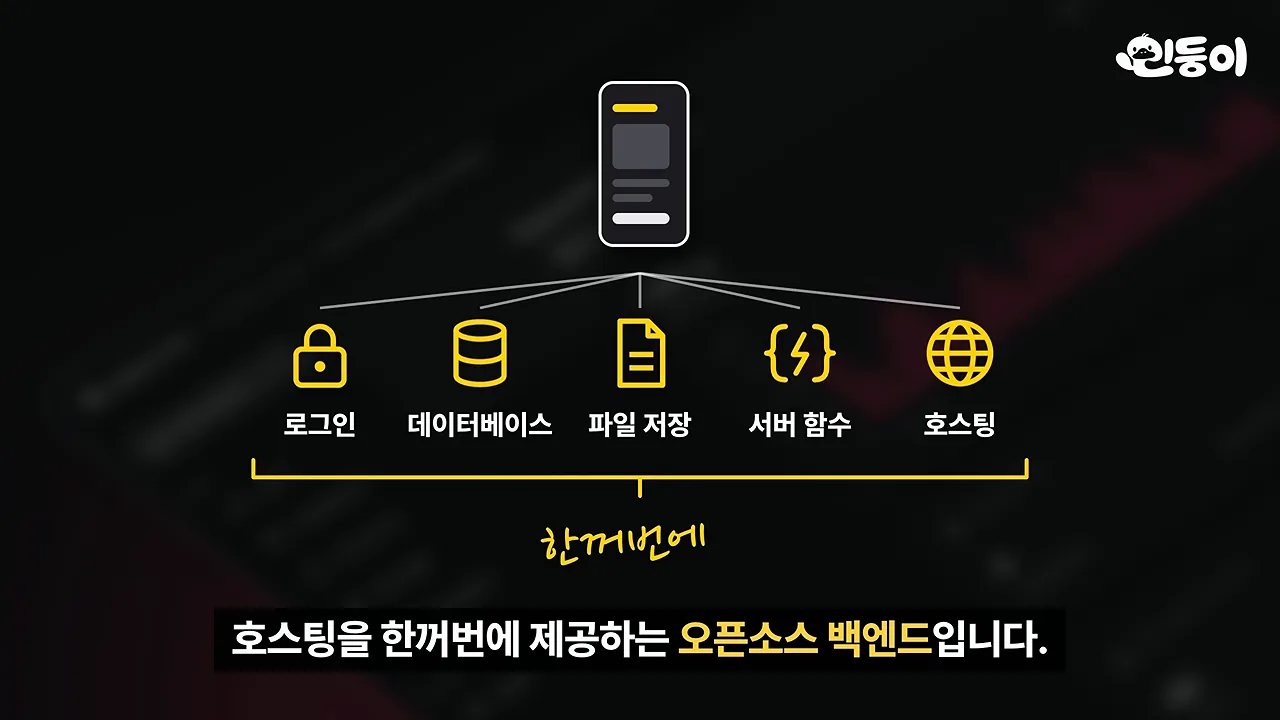 인둥이
로그인
데이터베이스
파일 저장
서버 함수
호스팅
한꺼번에
호스팅을 한꺼번에 제공하는 오픈소스 백엔드입니다.